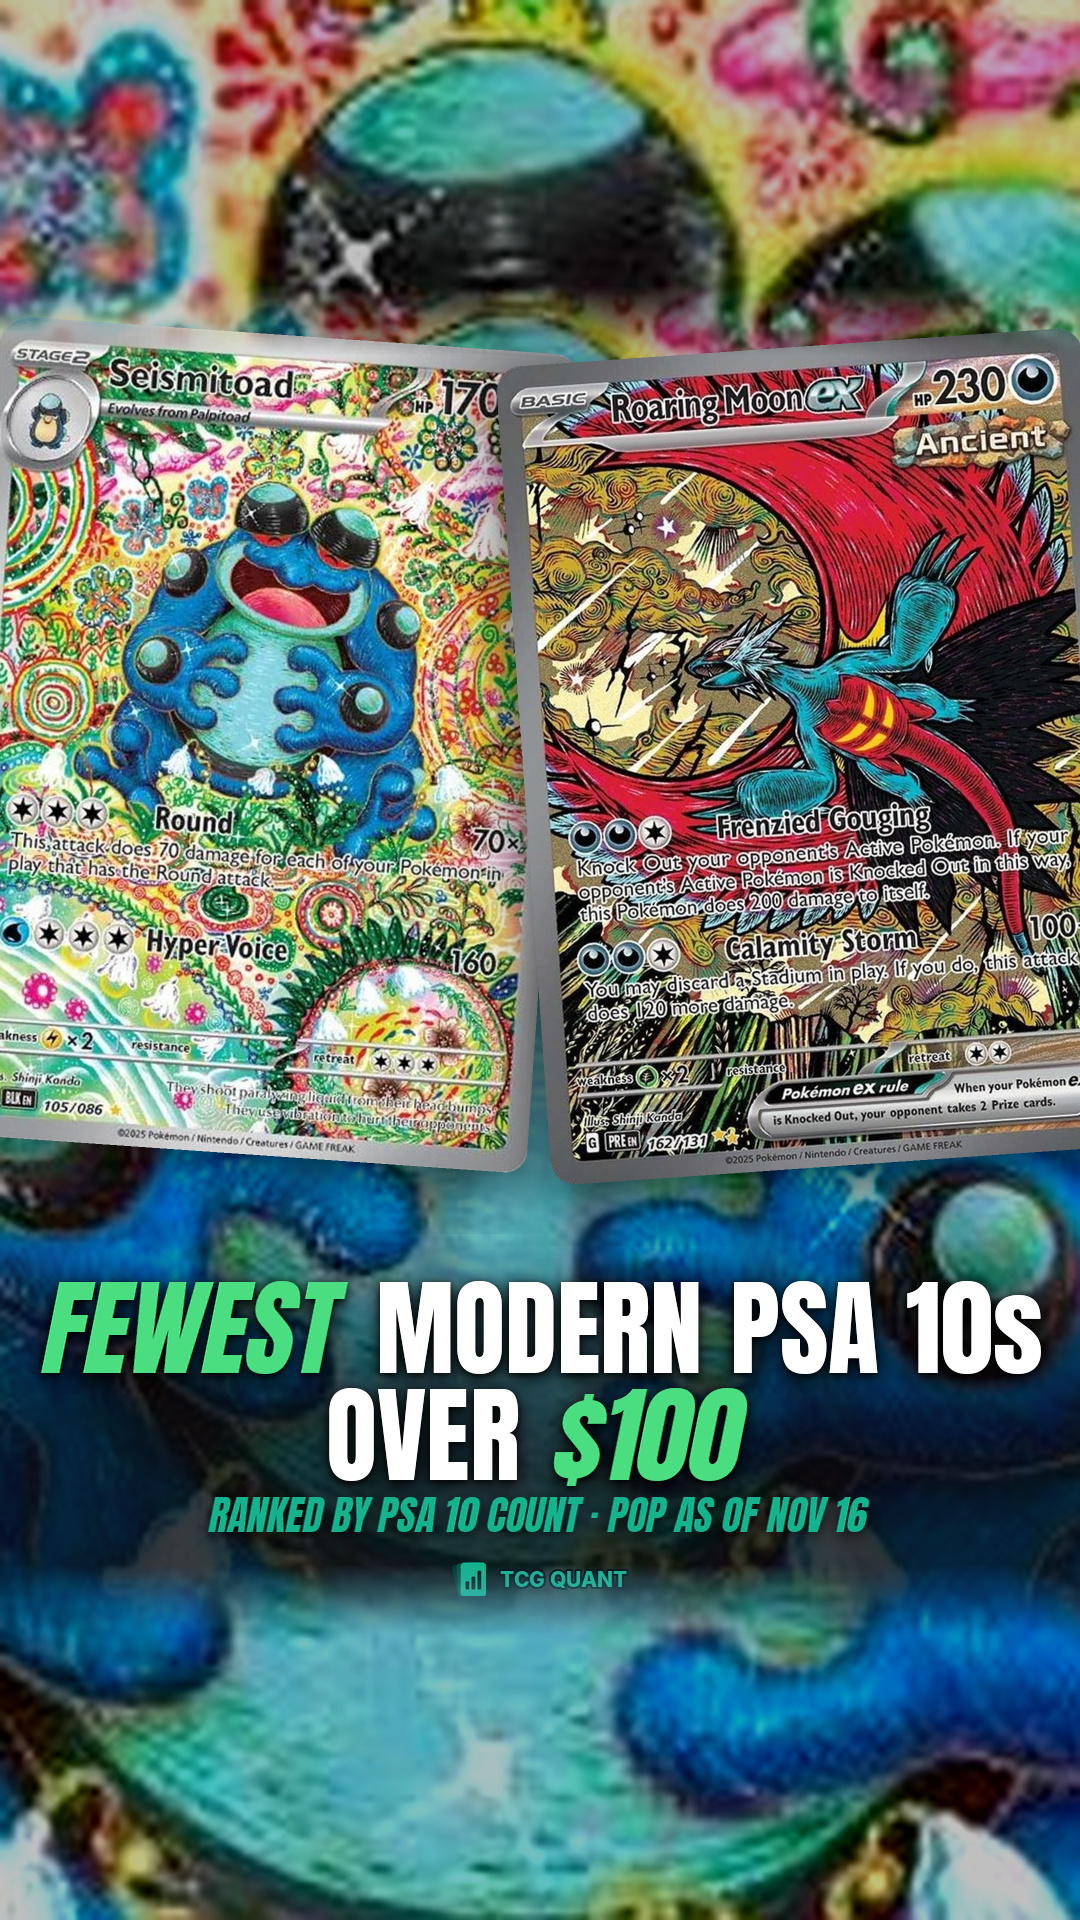 STAGE2
Seismitoad
HP 170
Evolves from Palpitoad
Round
70×
This attack does 70 damage for each of your Pokémon in
play that has the Round attack.
Hyper Voice
160
weakness ×2
resistance
retreat
Illus. Shinji Kanda
They shoot paralyzing liquid from their head bumps.
They use vibration to hurt their opponents.
BLK EN 105/086
©2025 Pokémon / Nintendo / Creatures / GAME FREAK
BASIC
Roaring Moon ex
HP 230
Ancient
Frenzied Gouging
Knock Out your opponent's Active Pokémon. If your
opponent's Active Pokémon is Knocked Out in this way,
this Pokémon does 200 damage to itself.
Calamity Storm
100
You may discard a Stadium in play. If you do, this attack
does 120 more damage.
weakness ×2
resistance
retreat
Pokémon ex rule
When your Pokémon ex
is Knocked Out, your opponent takes 2 Prize cards.
Illus. Shinji Kanda
G PRE EN 162/131
©2025 Pokémon / Nintendo / Creatures / GAME FREAK
FEWEST MODERN PSA 10s
OVER $100
RANKED BY PSA 10 COUNT · POP AS OF NOV 16
TCG QUANT